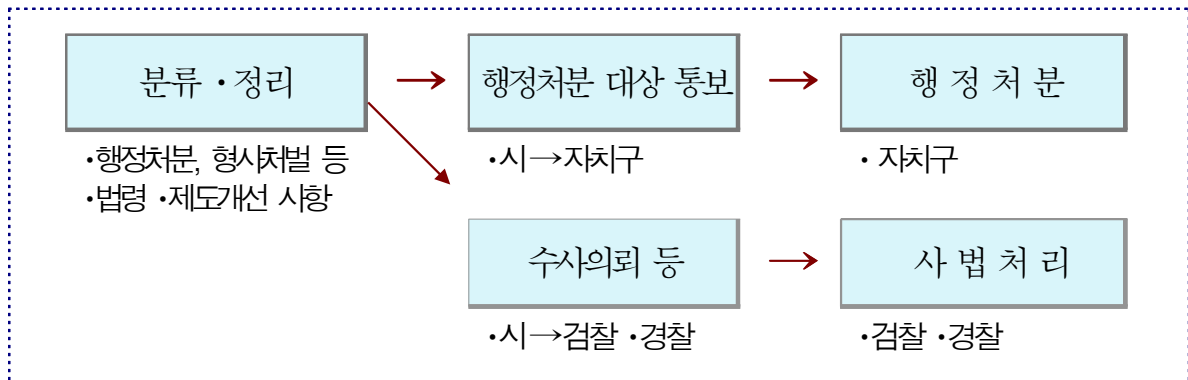 분류·정리 → 행정처분 대상 통보 → 행 정 처 분
·행정처분, 형사처벌 등
·법령 ·제도개선 사항
·시→자치구
· 자치구
수사의뢰 등 → 사 법 처 리
·시→검찰 ·경찰
·검찰 ·경찰